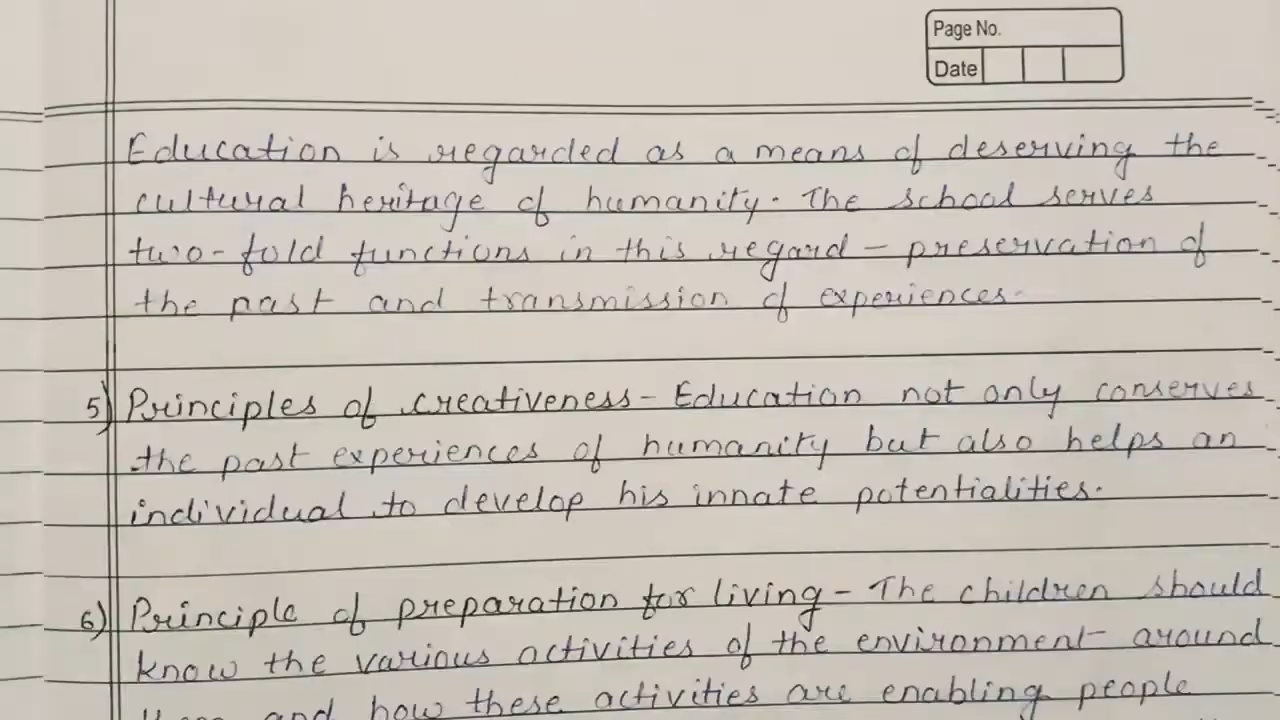 Page No.
Date
Education is regarded as a means of deserving the
cultural heritage of humanity. The school serves
two-fold functions in this regard - preservation of
the past and transmission of experiences.
5) Principles of creativeness - Education not only conserves
the past experiences of humanity but also helps an
individual to develop his innate potentialities.
6) Principle of preparation for living - The children should
know the various activities of the environment around
and how these activities are enabling people